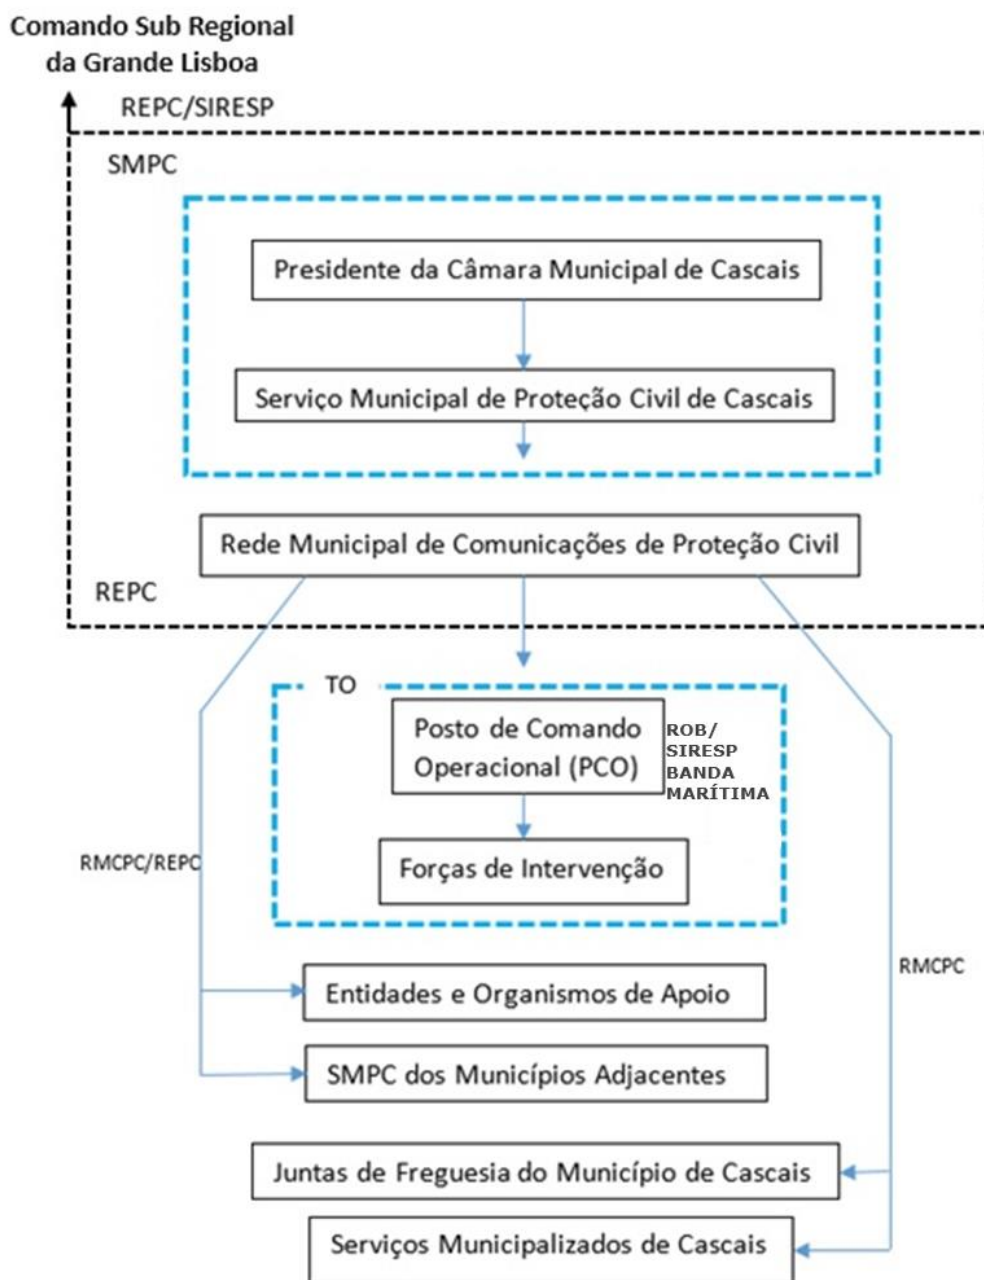 Comando Sub Regional
da Grande Lisboa
REPC/SIRESP
SMPC
Presidente da Câmara Municipal de Cascais
Serviço Municipal de Proteção Civil de Cascais
Rede Municipal de Comunicações de Proteção Civil
REPC
TO
Posto de Comando
Operacional (PCO)
ROB/
SIRESP
BANDA
MARÍTIMA
Forças de Intervenção
RMCPC/REPC
RMCPC
Entidades e Organismos de Apoio
SMPC dos Municípios Adjacentes
Juntas de Freguesia do Município de Cascais
Serviços Municipalizados de Cascais